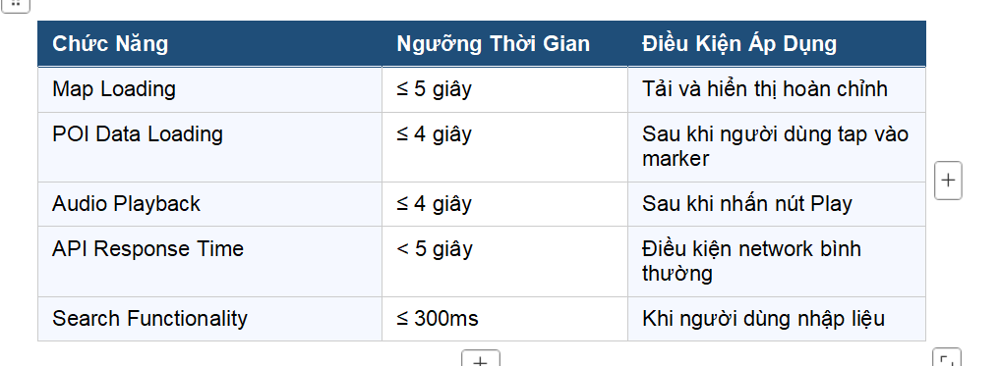 Chức Năng Ngưỡng Thời Gian Điều Kiện Áp Dụng
Map Loading ≤ 5 giây Tải và hiển thị hoàn chỉnh
POI Data Loading ≤ 4 giây Sau khi người dùng tap vào
marker
Audio Playback ≤ 4 giây Sau khi nhấn nút Play
API Response Time < 5 giây Điều kiện network bình
thường
Search Functionality ≤ 300ms Khi người dùng nhập liệu